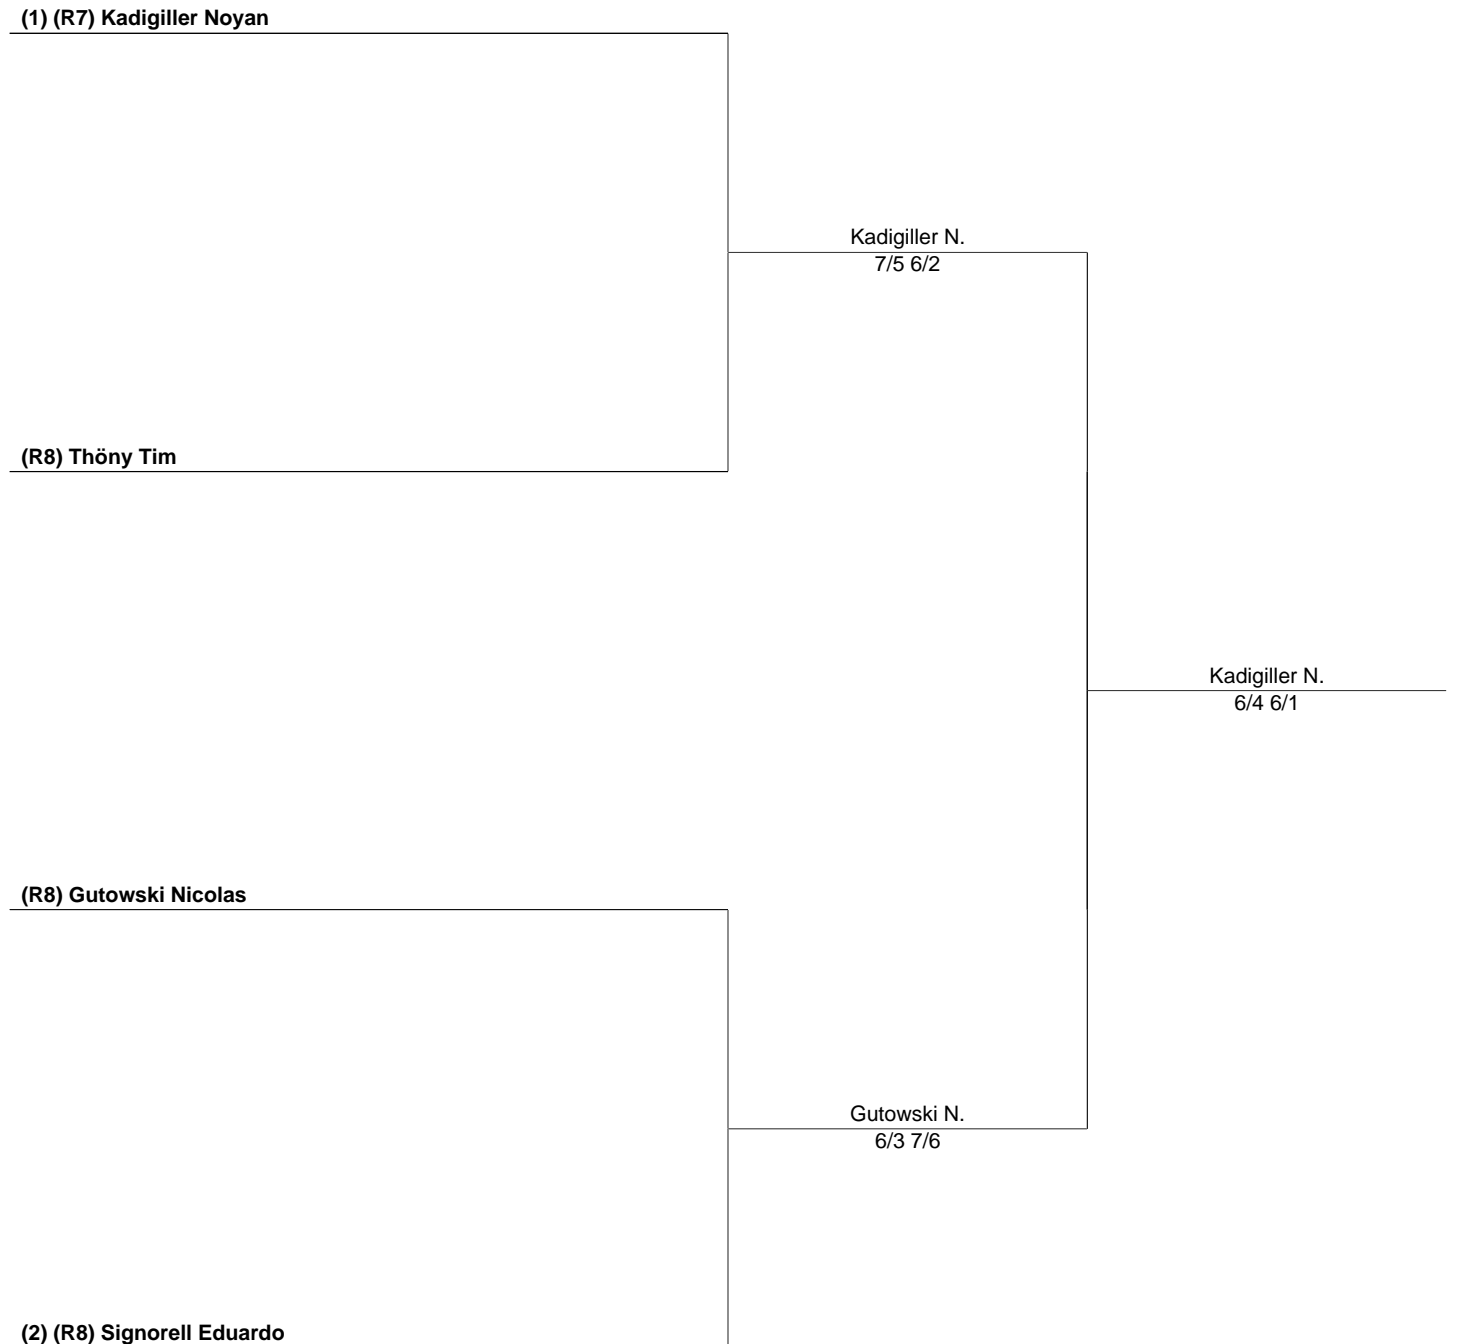 (1) (R7) Kadigiller Noyan
Kadigiller N.
7/5 6/2
(R8) Thöny Tim
Kadigiller N.
6/4 6/1
(R8) Gutowski Nicolas
Gutowski N.
6/3 7/6
(2) (R8) Signorell Eduardo